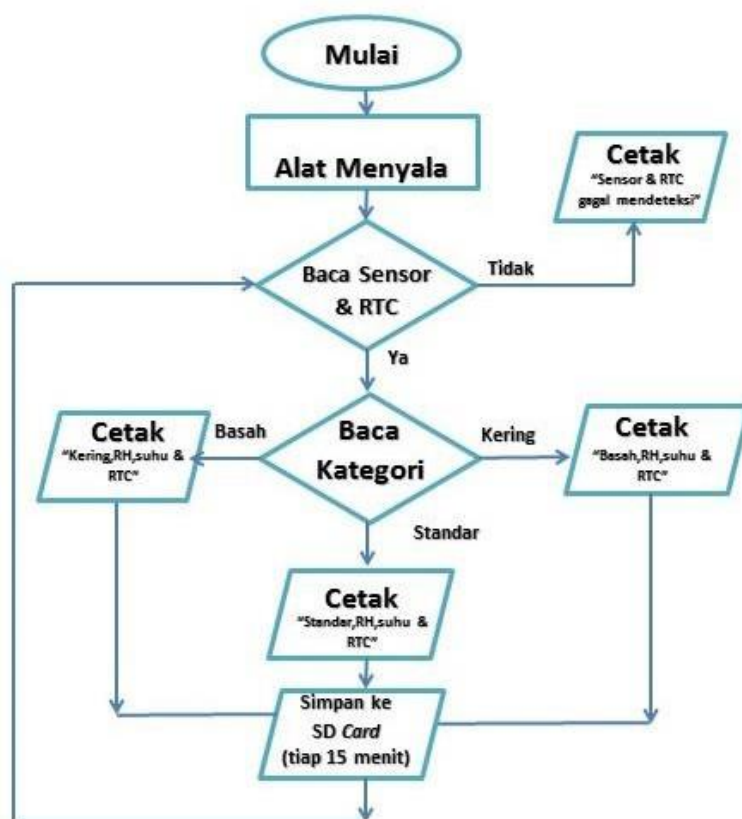 Mulai
Alat Menyala
Cetak
“Sensor & RTC
gagal mendeteksi”
Baca Sensor
& RTC
Tidak
Ya
Cetak
“Kering,RH,suhu &
RTC”
Basah
Baca
Kategori
Kering
Cetak
“Basah,RH,suhu &
RTC”
Standar
Cetak
“Standar,RH,suhu &
RTC”
Simpan ke
SD Card
(tiap 15 menit)